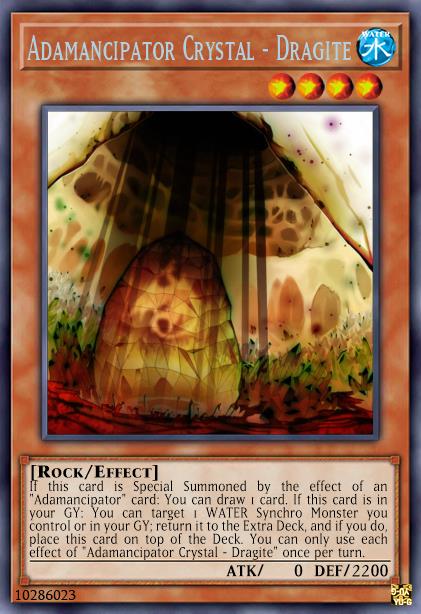 Adamancipator Crystal - Dragite
WATER
水
[Rock/Effect]
If this card is Special Summoned by the effect of an
"Adamancipator" card: You can draw 1 card. If this card is in
your GY: You can target 1 WATER Synchro Monster you
control or in your GY; return it to the Extra Deck, and if you do,
place this card on top of the Deck. You can only use each
effect of "Adamancipator Crystal - Dragite" once per turn.
ATK/ 0 DEF/2200
10286023